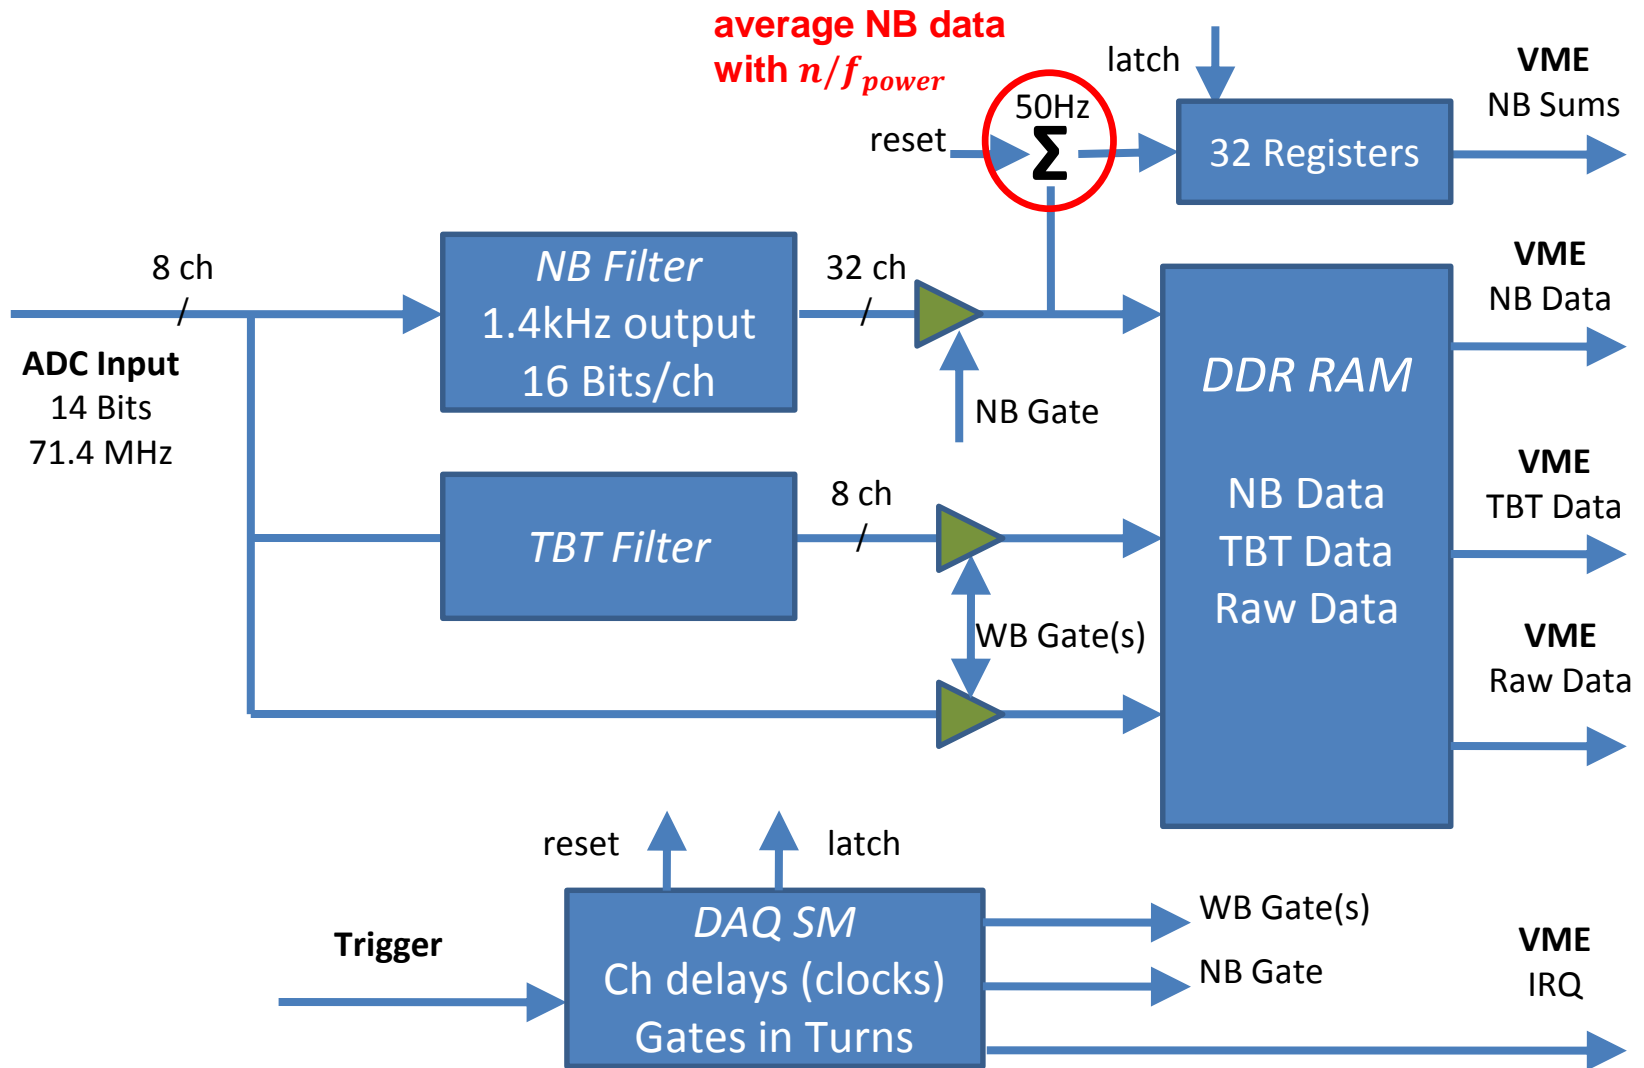 average NB data
with n/f_power
latch
VME
NB Sums
50Hz
Σ
reset
32 Registers
8 ch
NB Filter
1.4kHz output
16 Bits/ch
32 ch
VME
NB Data
ADC Input
14 Bits
71.4 MHz
NB Gate
DDR RAM
NB Data
TBT Data
Raw Data
TBT Filter
8 ch
VME
TBT Data
WB Gate(s)
VME
Raw Data
reset
latch
Trigger
DAQ SM
Ch delays (clocks)
Gates in Turns
WB Gate(s)
NB Gate
VME
IRQ